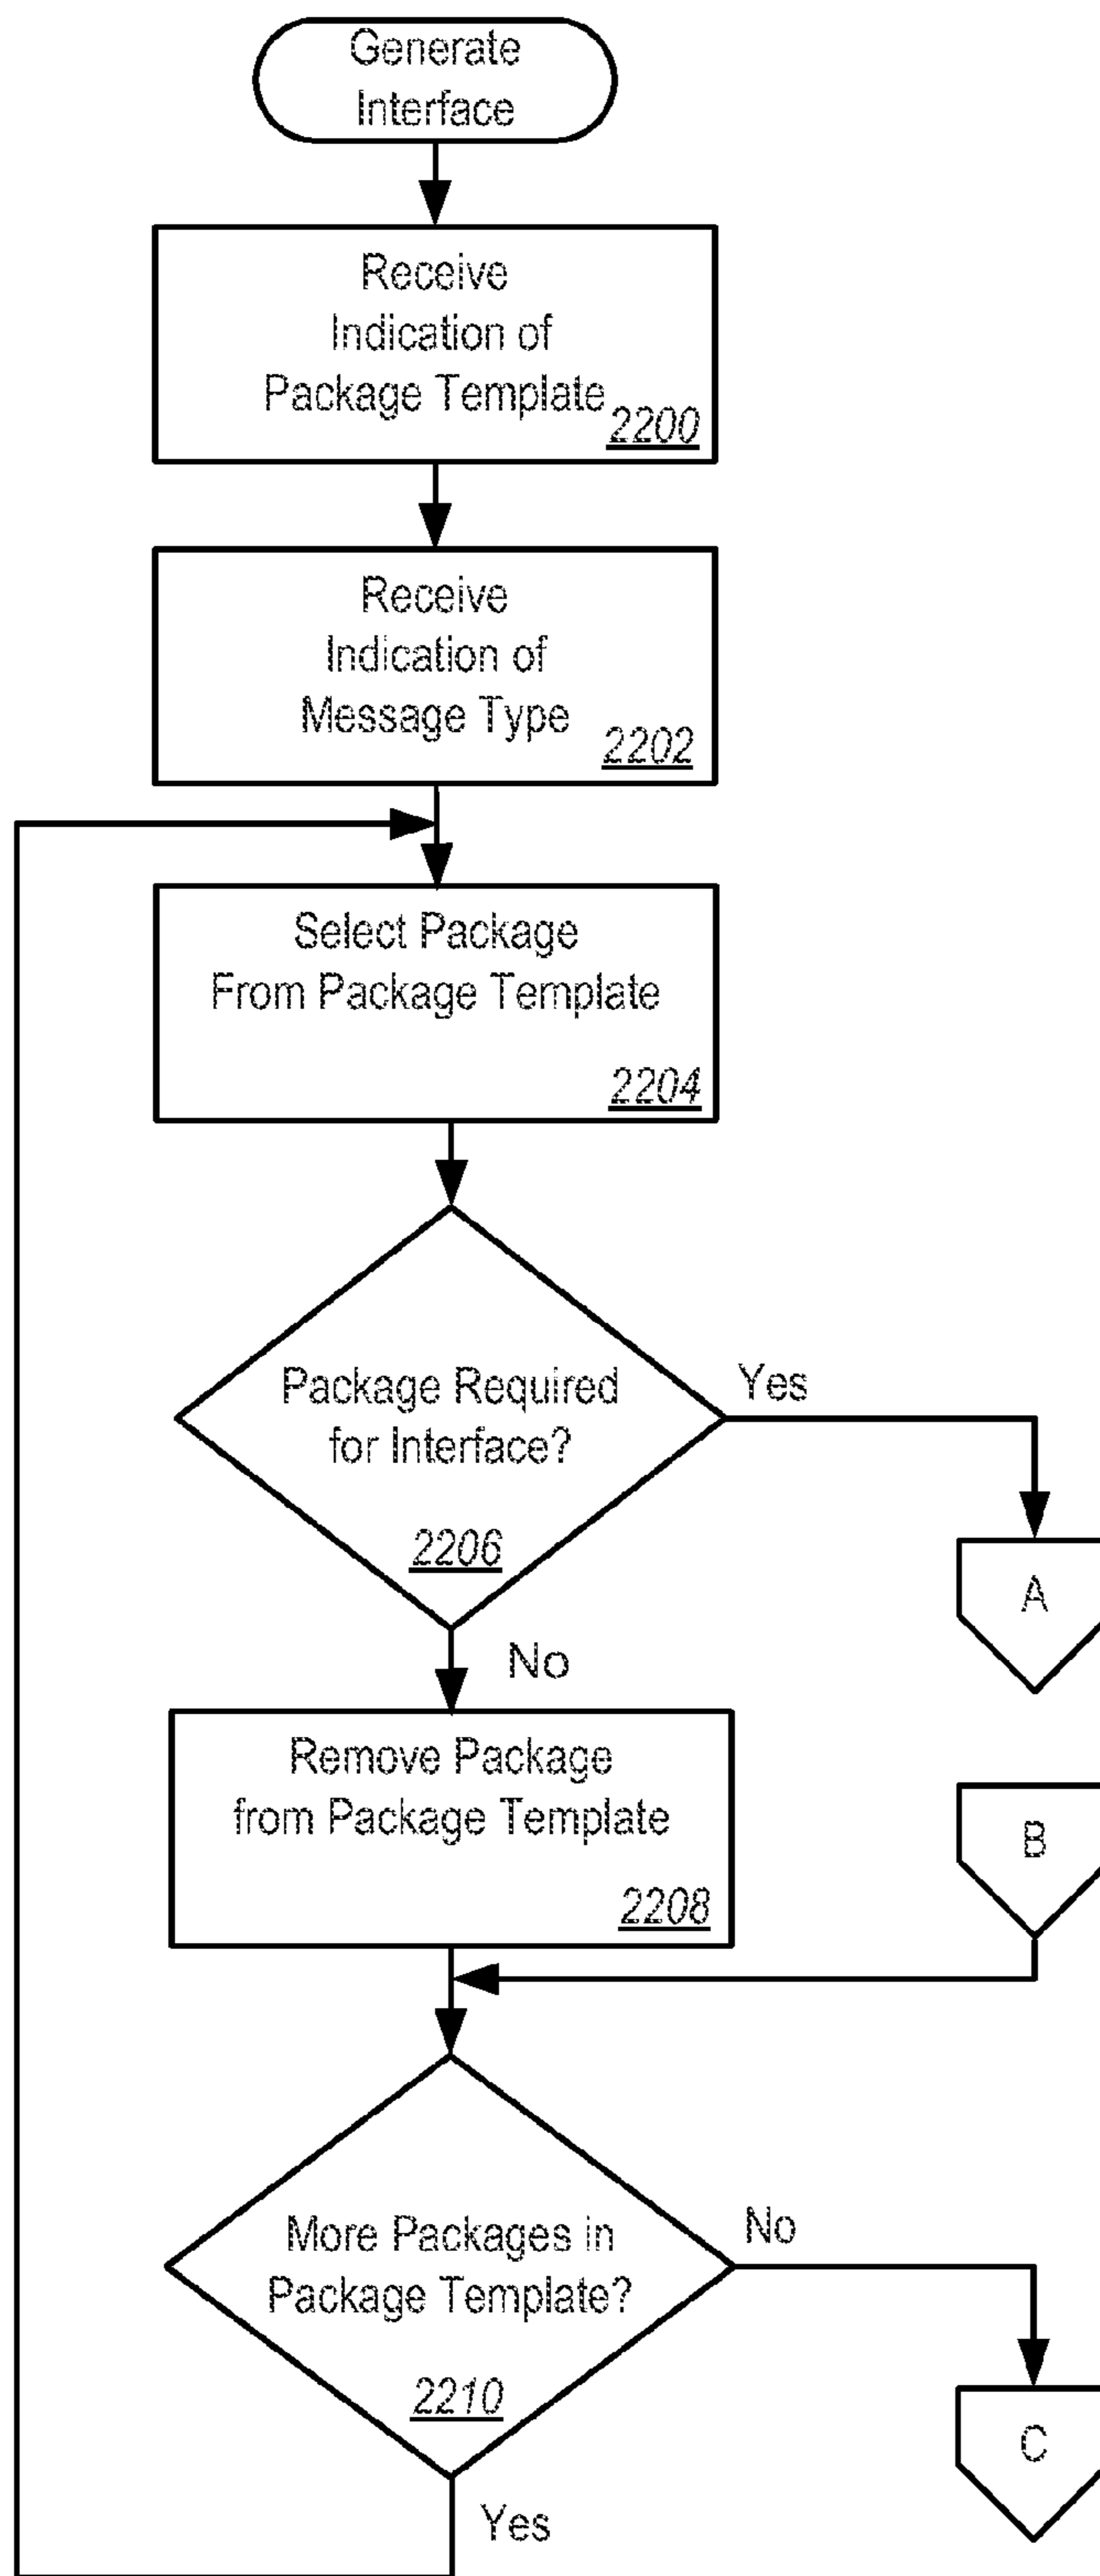 Generate
Interface
Receive
Indication of
Package Template
2200
Receive
Indication of
Message Type
2202
Select Package
From Package Template
2204
Package Required
for Interface?
2206
Yes
A
No
Remove Package
from Package Template
2208
B
More Packages in
Package Template?
2210
No
C
Yes